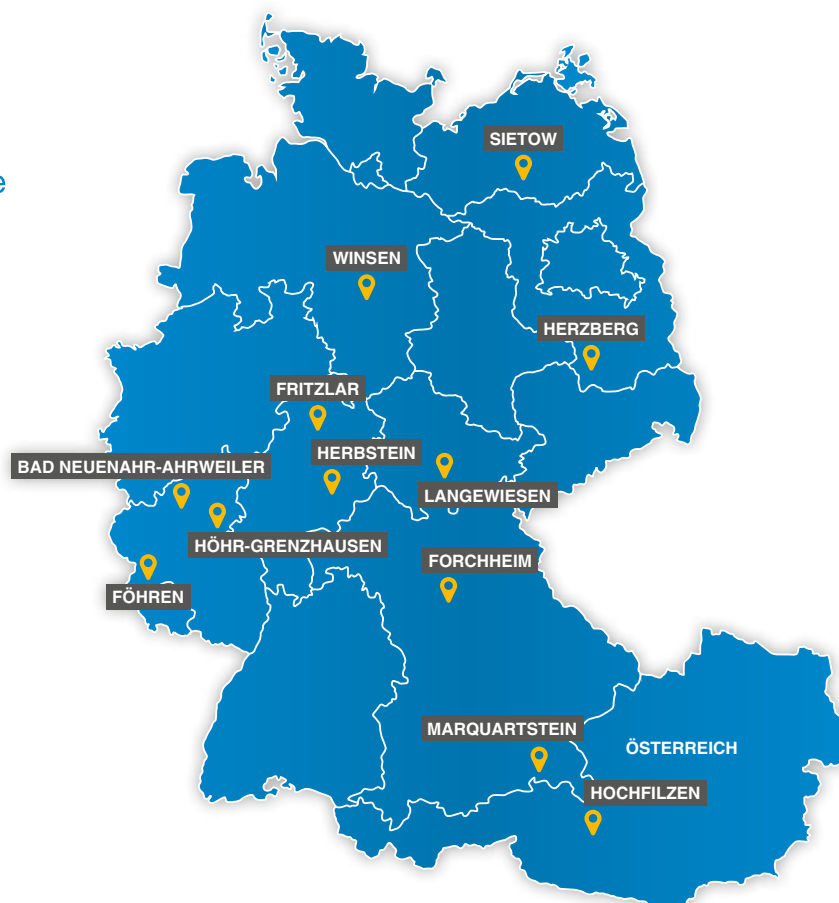 SIETOW
e
WINSEN
HERZBERG
FRITZLAR
HERBSTEIN
BAD NEUENAHR-AHRWEILER
LANGEWIESEN
HÖHR-GRENZHAUSEN
FORCHHEIM
FÖHREN
MARQUARTSTEIN
ÖSTERREICH
HOCHFILZEN